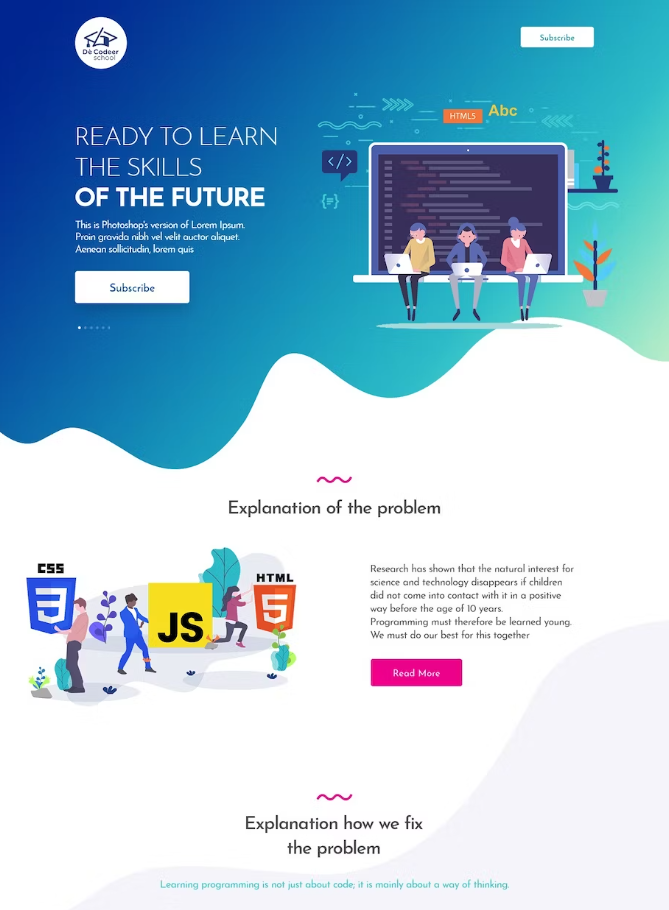 Dè Codeer
school
Subscribe
HTML5
Abc
</>
READY TO LEARN
THE SKILLS
OF THE FUTURE
This is Photoshop's version of Lorem Ipsum.
Proin gravida nibh vel velit auctor aliquet.
Aenean sollicitudin, lorem quis
Subscribe
Explanation of the problem
CSS
3
JS
HTML
5
Research has shown that the natural interest for
science and technology disappears if children
did not come into contact with it in a positive
way before the age of 10 years.
Programming must therefore be learned young.
We must do our best for this together
Read More
Explanation how we fix
the problem
Learning programming is not just about code; it is mainly about a way of thinking.